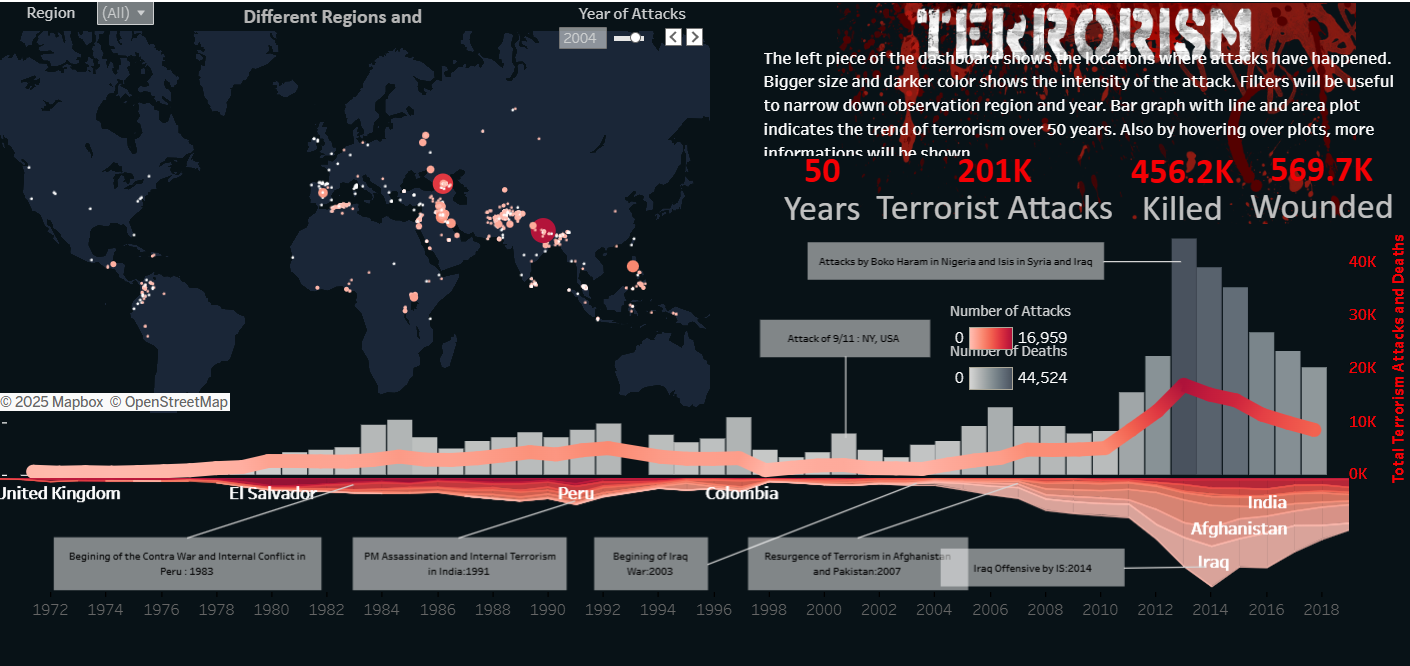 Region
(All)
Different Regions and
Year of Attacks
2004
TERRORISM
The left piece of the dashboard shows the locations where attacks have happened.
Bigger size and darker color shows the intensity of the attack. Filters will be useful
to narrow down observation region and year. Bar graph with line and area plot
indicates the trend of terrorism over 50 years. Also by hovering over plots, more
informations will be shown
50
Years
201K
Terrorist Attacks
456.2K
Killed
569.7K
Wounded
Attacks by Boko Haram in Nigeria and Isis in Syria and Iraq
Number of Attacks
0
16,959
Number of Deaths
0
44,524
Attack of 9/11 : NY, USA
40K
30K
20K
10K
0K
Total Terrorism Attacks and Deaths
© 2025 Mapbox © OpenStreetMap
United Kingdom
El Salvador
Peru
Colombia
India
Afghanistan
Iraq
Begining of the Contra War and Internal Conflict in
Peru : 1983
PM Assassination and Internal Terrorism
in India:1991
Begining of Iraq
War:2003
Resurgence of Terrorism in Afghanistan
and Pakistan:2007
Iraq Offensive by IS:2014
1972 1974 1976 1978 1980 1982 1984 1986 1988 1990 1992 1994 1996 1998 2000 2002 2004 2006 2008 2010 2012 2014 2016 2018